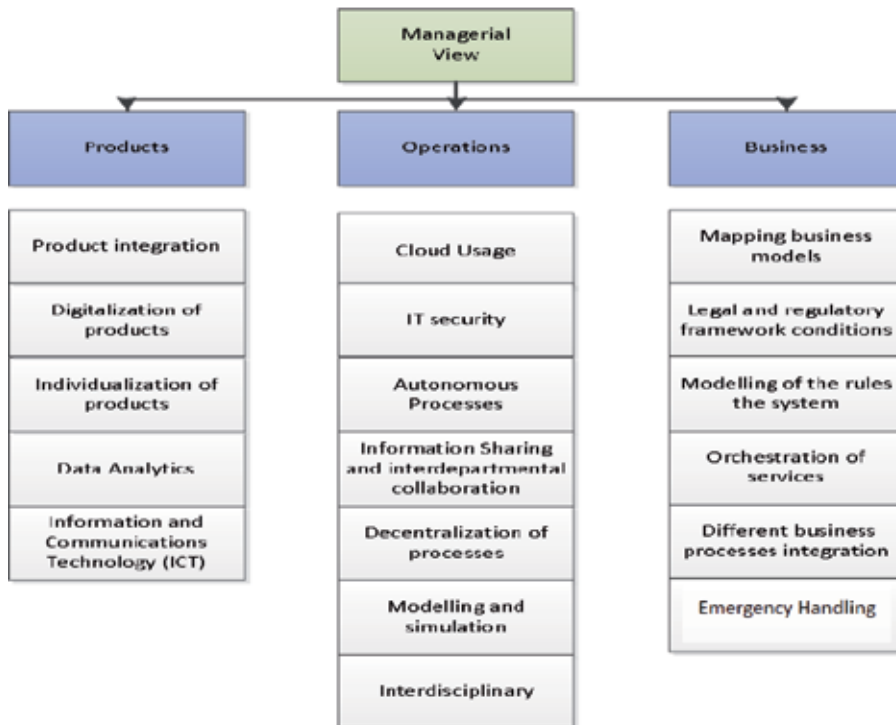 Managerial
View
Products
Operations
Business
Product integration
Digitalization of
products
Individualization of
products
Data Analytics
Information and
Communications
Technology (ICT)
Cloud Usage
IT security
Autonomous
Processes
Information Sharing
and interdepartmental
collaboration
Decentralization of
processes
Modelling and
simulation
Interdisciplinary
Mapping business
models
Legal and regulatory
framework conditions
Modelling of the rules
the system
Orchestration of
services
Different business
processes integration
Emergency Handling